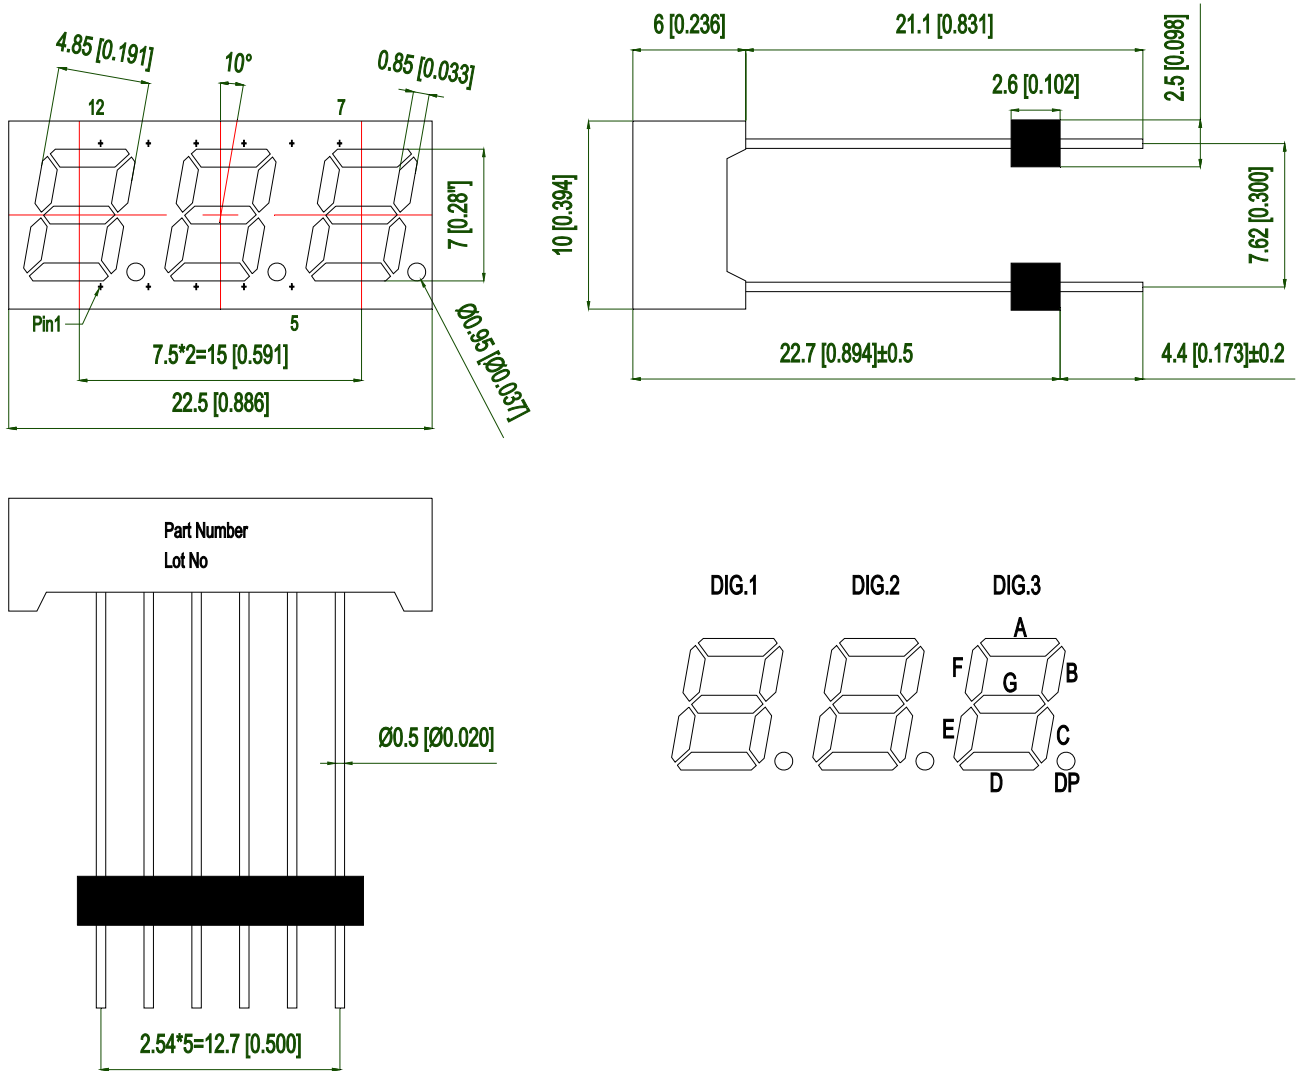 4.85 [0.191]
10°
0.85 [0.033]
12
7
7 [0.28"]
Pin1
5
7.5*2=15 [0.591]
22.5 [0.886]
Ø0.95 [Ø0.037]
6 [0.236]
21.1 [0.831]
2.6 [0.102]
2.5 [0.098]
10 [0.394]
7.62 [0.300]
22.7 [0.894]±0.5
4.4 [0.173]±0.2
Part Number
Lot No
Ø0.5 [Ø0.020]
2.54*5=12.7 [0.500]
DIG.1
DIG.2
DIG.3
A
F
B
G
E
C
D
DP